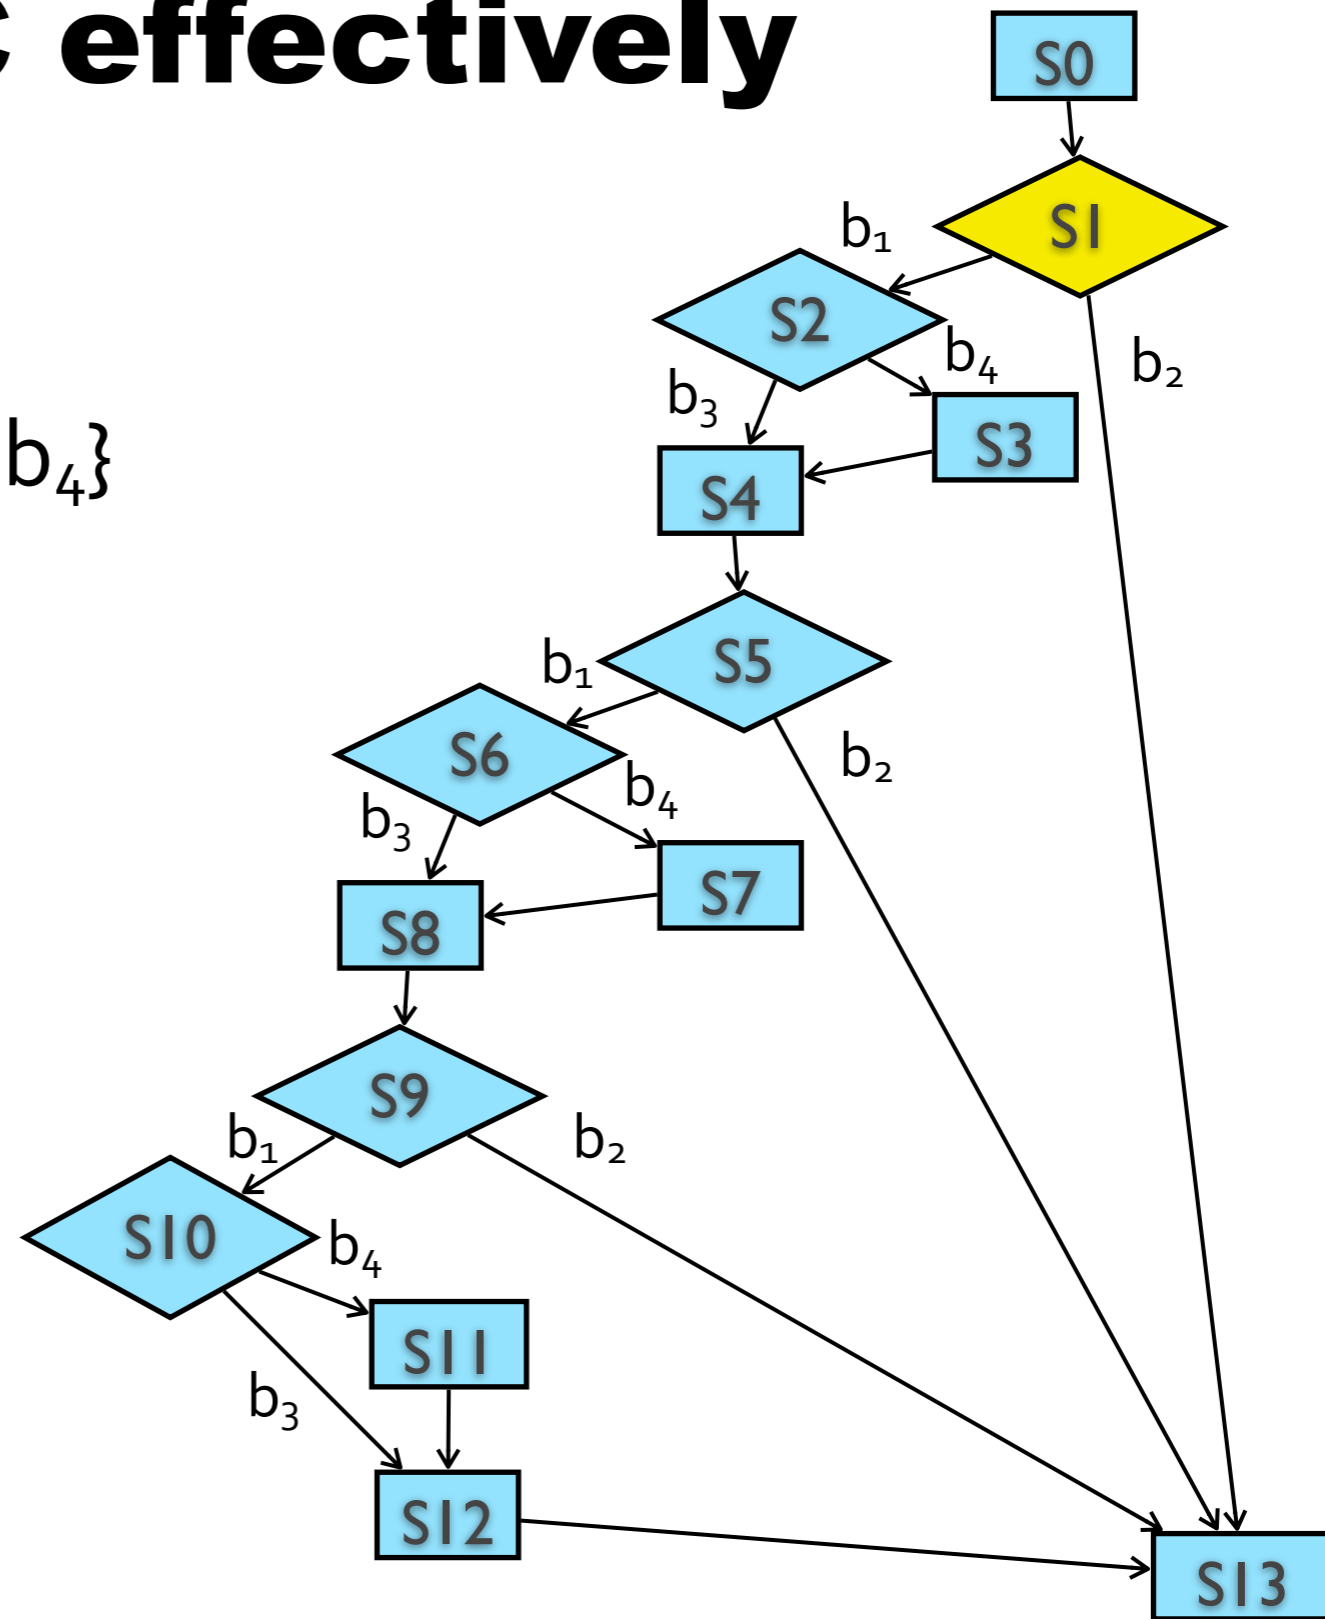 C effectively
S0
S1
b₁
S2
b₂
b₄
b₃
S3
b₄}
S4
S5
b₁
b₂
S6
b₄
b₃
S7
S8
S9
b₁
b₂
S10
b₄
S11
b₃
S12
S13